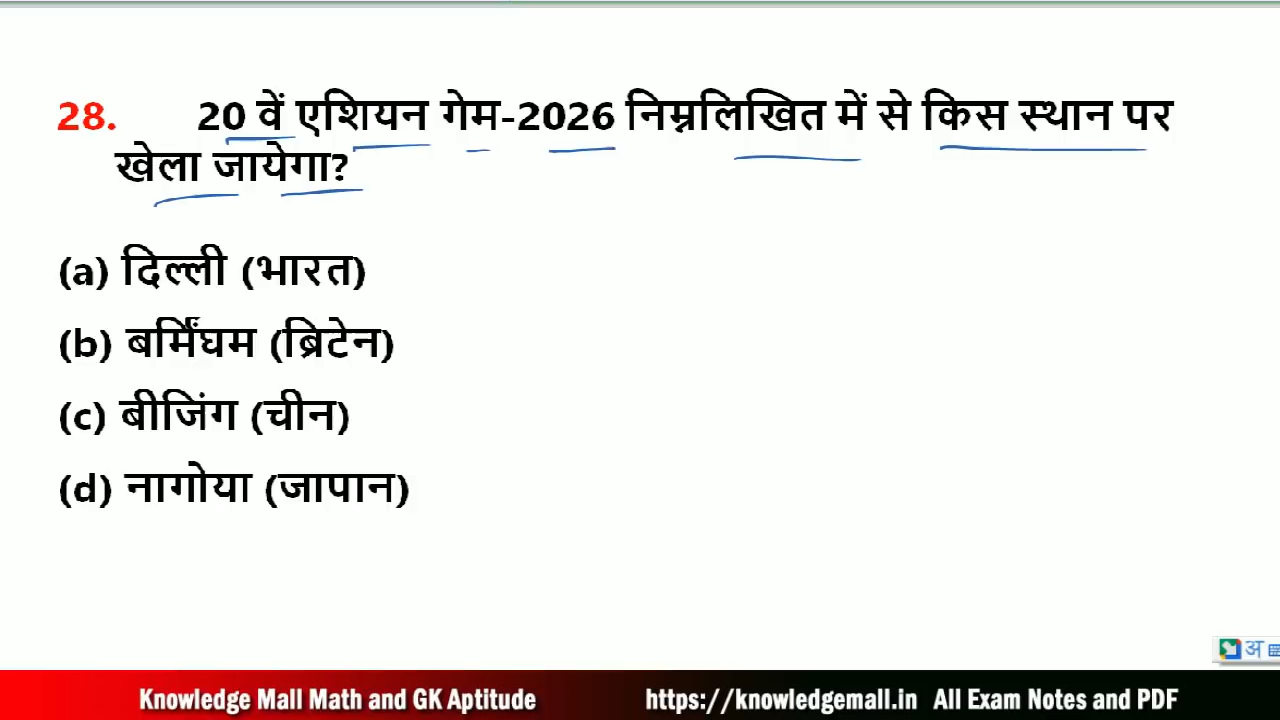 28. 20 वें एशियन गेम-2026 निम्नलिखित में से किस स्थान पर
खेला जायेगा?
(a) दिल्ली (भारत)
(b) बर्मिंघम (ब्रिटेन)
(c) बीजिंग (चीन)
(d) नागोया (जापान)
अ
Knowledge Mall Math and GK Aptitude https://knowledgemall.in All Exam Notes and PDF